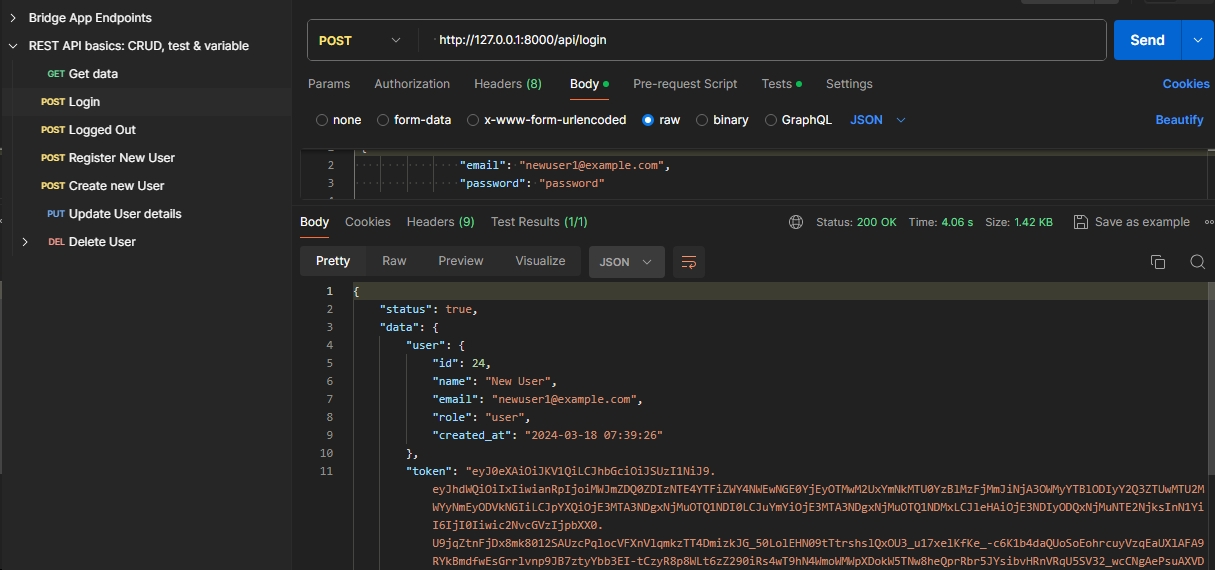 Bridge App Endpoints
REST API basics: CRUD, test & variable
GET Get data
POST Login
POST Logged Out
POST Register New User
POST Create new User
PUT Update User details
DEL Delete User
POST http://127.0.0.1:8000/api/login Send
Params Authorization Headers (8) Body Pre-request Script Tests Settings Cookies
none form-data x-www-form-urlencoded raw binary GraphQL JSON Beautify
2 "email": "newuser1@example.com",
3 "password": "password"
Body Cookies Headers (9) Test Results (1/1) Status: 200 OK Time: 4.06 s Size: 1.42 KB Save as example
Pretty Raw Preview Visualize JSON
1 {
2 "status": true,
3 "data": {
4 "user": {
5 "id": 24,
6 "name": "New User",
7 "email": "newuser1@example.com",
8 "role": "user",
9 "created_at": "2024-03-18 07:39:26"
10 },
11 "token": "eyJ0eXAiOiJKV1QiLCJhbGciOiJSUzI1NiJ9.